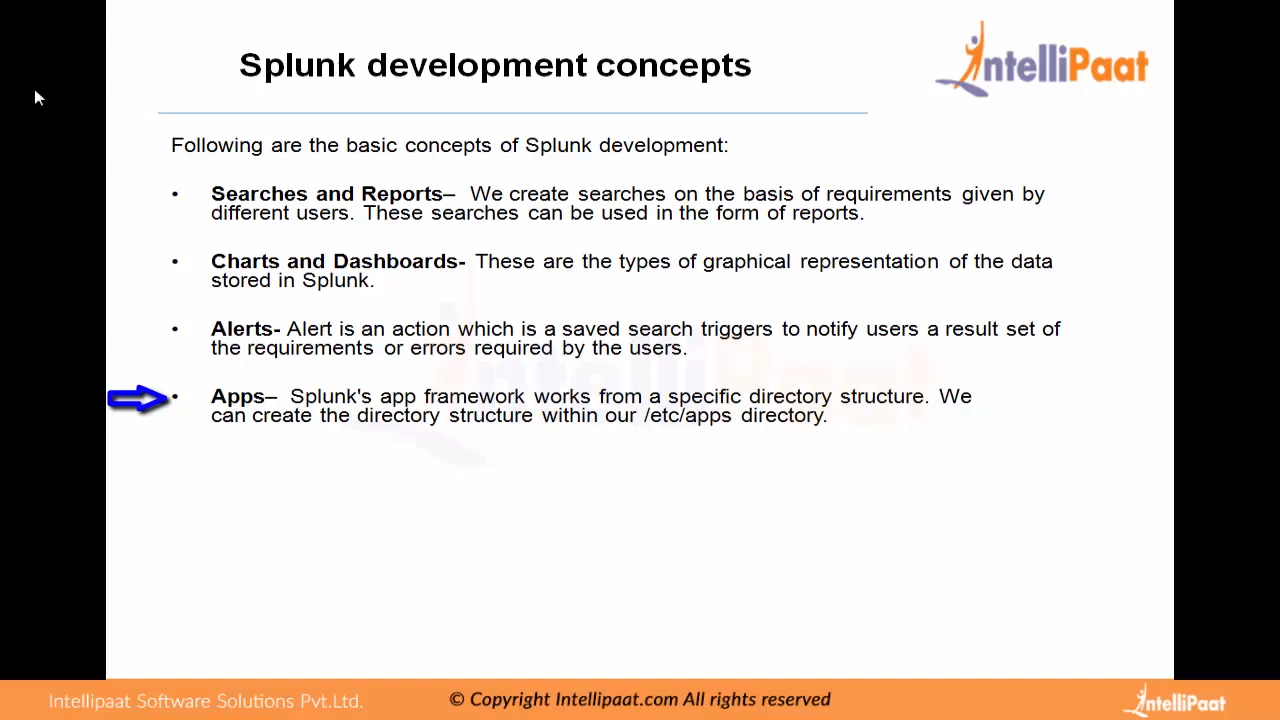 Splunk development concepts
IntelliPaat
Following are the basic concepts of Splunk development:
• Searches and Reports– We create searches on the basis of requirements given by
different users. These searches can be used in the form of reports.
• Charts and Dashboards- These are the types of graphical representation of the data
stored in Splunk.
• Alerts- Alert is an action which is a saved search triggers to notify users a result set of
the requirements or errors required by the users.
• Apps– Splunk's app framework works from a specific directory structure. We
can create the directory structure within our /etc/apps directory.
IntelliPaat
Intellipaat Software Solutions Pvt.Ltd.
© Copyright Intellipaat.com All rights reserved
IntelliPaat